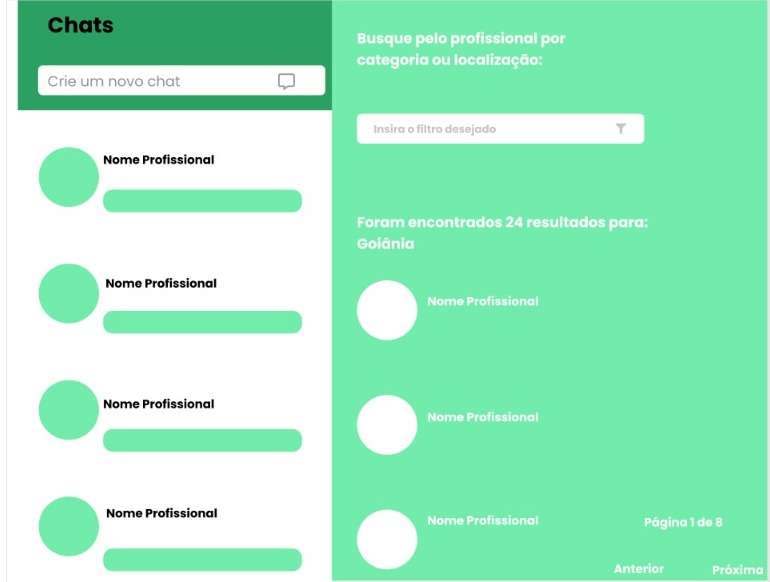 Chats
Crie um novo chat
Nome Profissional
Nome Profissional
Nome Profissional
Nome Profissional
Busque pelo profissional por
categoria ou localização:
Insira o filtro desejado
Foram encontrados 24 resultados para:
Goiânia
Nome Profissional
Nome Profissional
Nome Profissional
Página 1 de 8
Anterior
Próxima